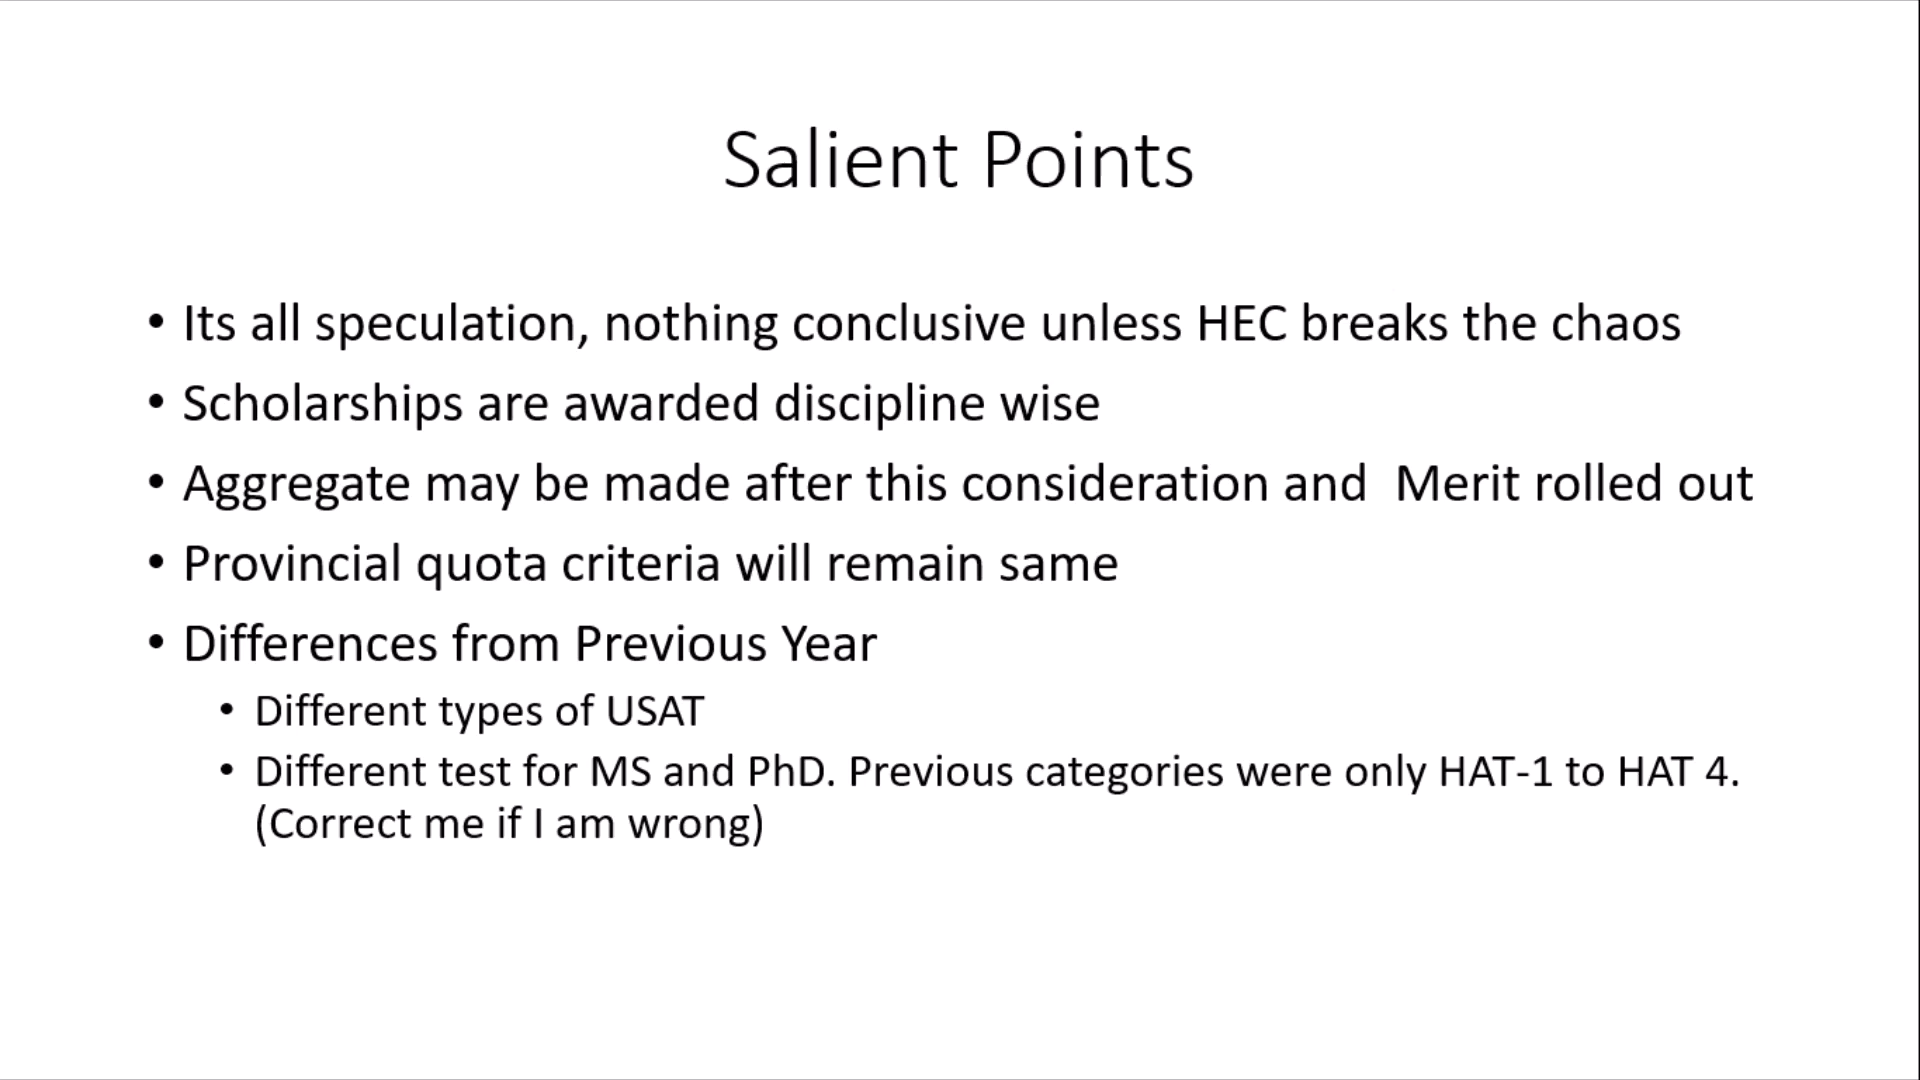 Salient Points
• Its all speculation, nothing conclusive unless HEC breaks the chaos
• Scholarships are awarded discipline wise
• Aggregate may be made after this consideration and  Merit rolled out
• Provincial quota criteria will remain same
• Differences from Previous Year
• Different types of USAT
• Different test for MS and PhD. Previous categories were only HAT-1 to HAT 4.
(Correct me if I am wrong)